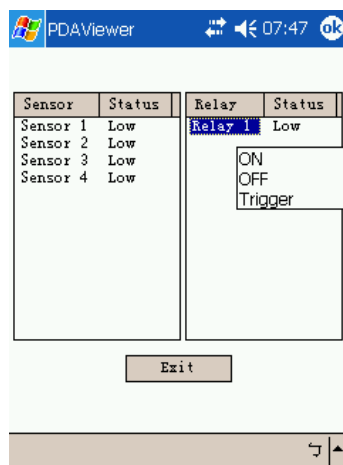 PDAViewer 07:47 ok
Sensor Status Relay Status
Sensor 1 Low Relay 1 Low
Sensor 2 Low
Sensor 3 Low ON
Sensor 4 Low OFF
Trigger
Exit